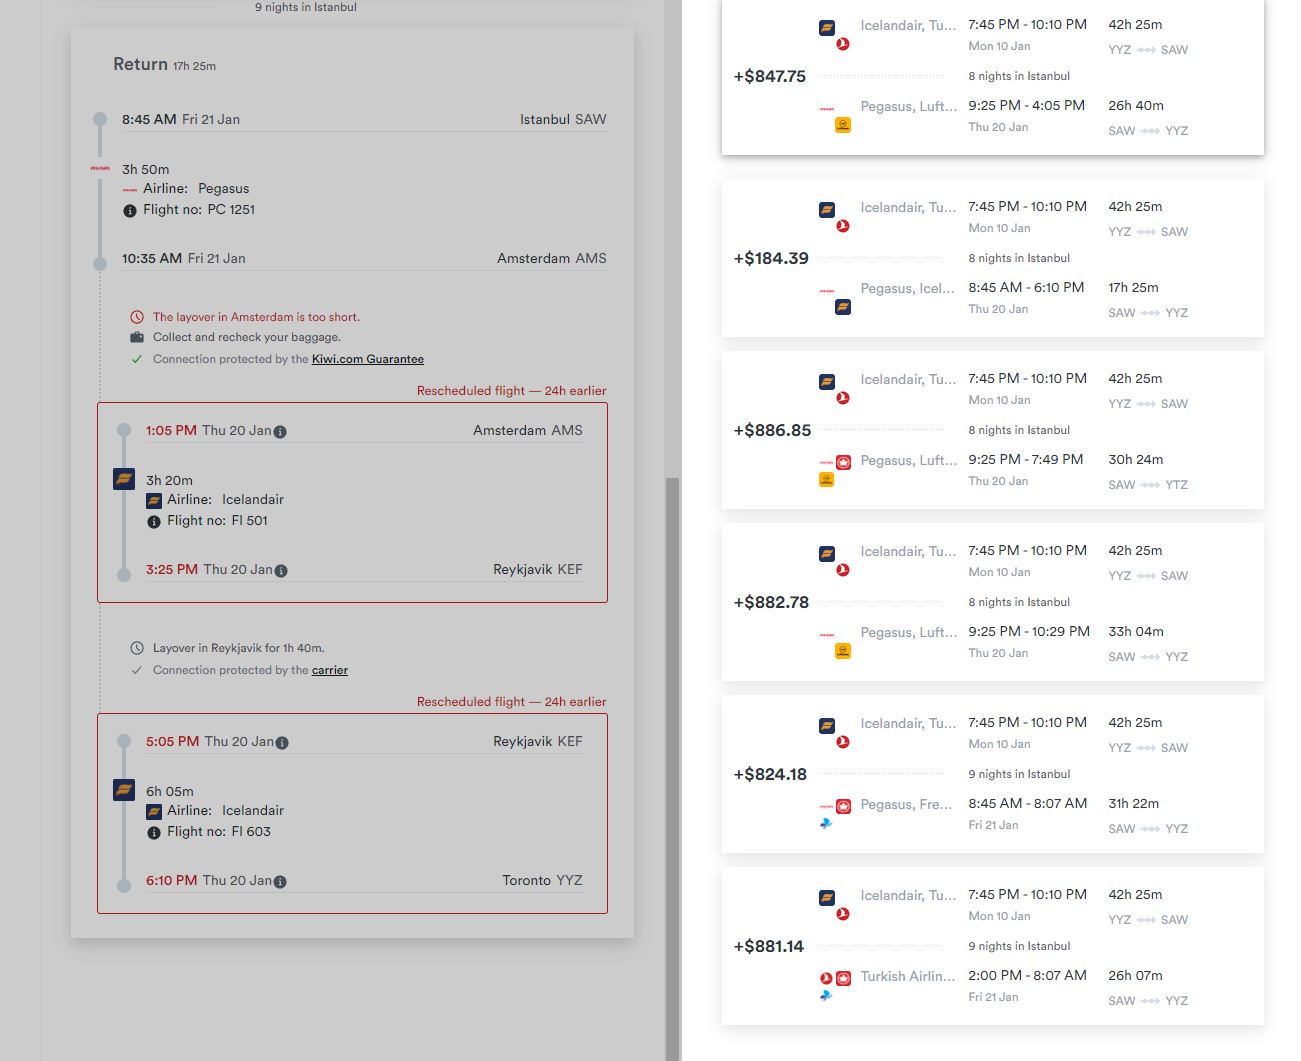 9 nights in Istanbul
Return 17h 25m
8:45 AM Fri 21 Jan Istanbul SAW
3h 50m
Airline: Pegasus
Flight no: PC 1251
10:35 AM Fri 21 Jan Amsterdam AMS
The layover in Amsterdam is too short.
Collect and recheck your baggage.
Connection protected by the Kiwi.com Guarantee
Rescheduled flight — 24h earlier
1:05 PM Thu 20 Jan Amsterdam AMS
3h 20m
Airline: Icelandair
Flight no: FI 501
3:25 PM Thu 20 Jan Reykjavik KEF
Layover in Reykjavik for 1h 40m.
Connection protected by the carrier
Rescheduled flight — 24h earlier
5:05 PM Thu 20 Jan Reykjavik KEF
6h 05m
Airline: Icelandair
Flight no: FI 603
6:10 PM Thu 20 Jan Toronto YYZ
Icelandair, Tu... 7:45 PM - 10:10 PM 42h 25m
Mon 10 Jan YYZ SAW
+$847.75 8 nights in Istanbul
Pegasus, Luft... 9:25 PM - 4:05 PM 26h 40m
Thu 20 Jan SAW YYZ
Icelandair, Tu... 7:45 PM - 10:10 PM 42h 25m
Mon 10 Jan YYZ SAW
+$184.39 8 nights in Istanbul
Pegasus, Icel... 8:45 AM - 6:10 PM 17h 25m
Thu 20 Jan SAW YYZ
Icelandair, Tu... 7:45 PM - 10:10 PM 42h 25m
Mon 10 Jan YYZ SAW
+$886.85 8 nights in Istanbul
Pegasus, Luft... 9:25 PM - 7:49 PM 30h 24m
Thu 20 Jan SAW YTZ
Icelandair, Tu... 7:45 PM - 10:10 PM 42h 25m
Mon 10 Jan YYZ SAW
+$882.78 8 nights in Istanbul
Pegasus, Luft... 9:25 PM - 10:29 PM 33h 04m
Thu 20 Jan SAW YYZ
Icelandair, Tu... 7:45 PM - 10:10 PM 42h 25m
Mon 10 Jan YYZ SAW
+$824.18 9 nights in Istanbul
Pegasus, Fre... 8:45 AM - 8:07 AM 31h 22m
Fri 21 Jan SAW YYZ
Icelandair, Tu... 7:45 PM - 10:10 PM 42h 25m
Mon 10 Jan YYZ SAW
+$881.14 9 nights in Istanbul
Turkish Airlin... 2:00 PM - 8:07 AM 26h 07m
Fri 21 Jan SAW YYZ